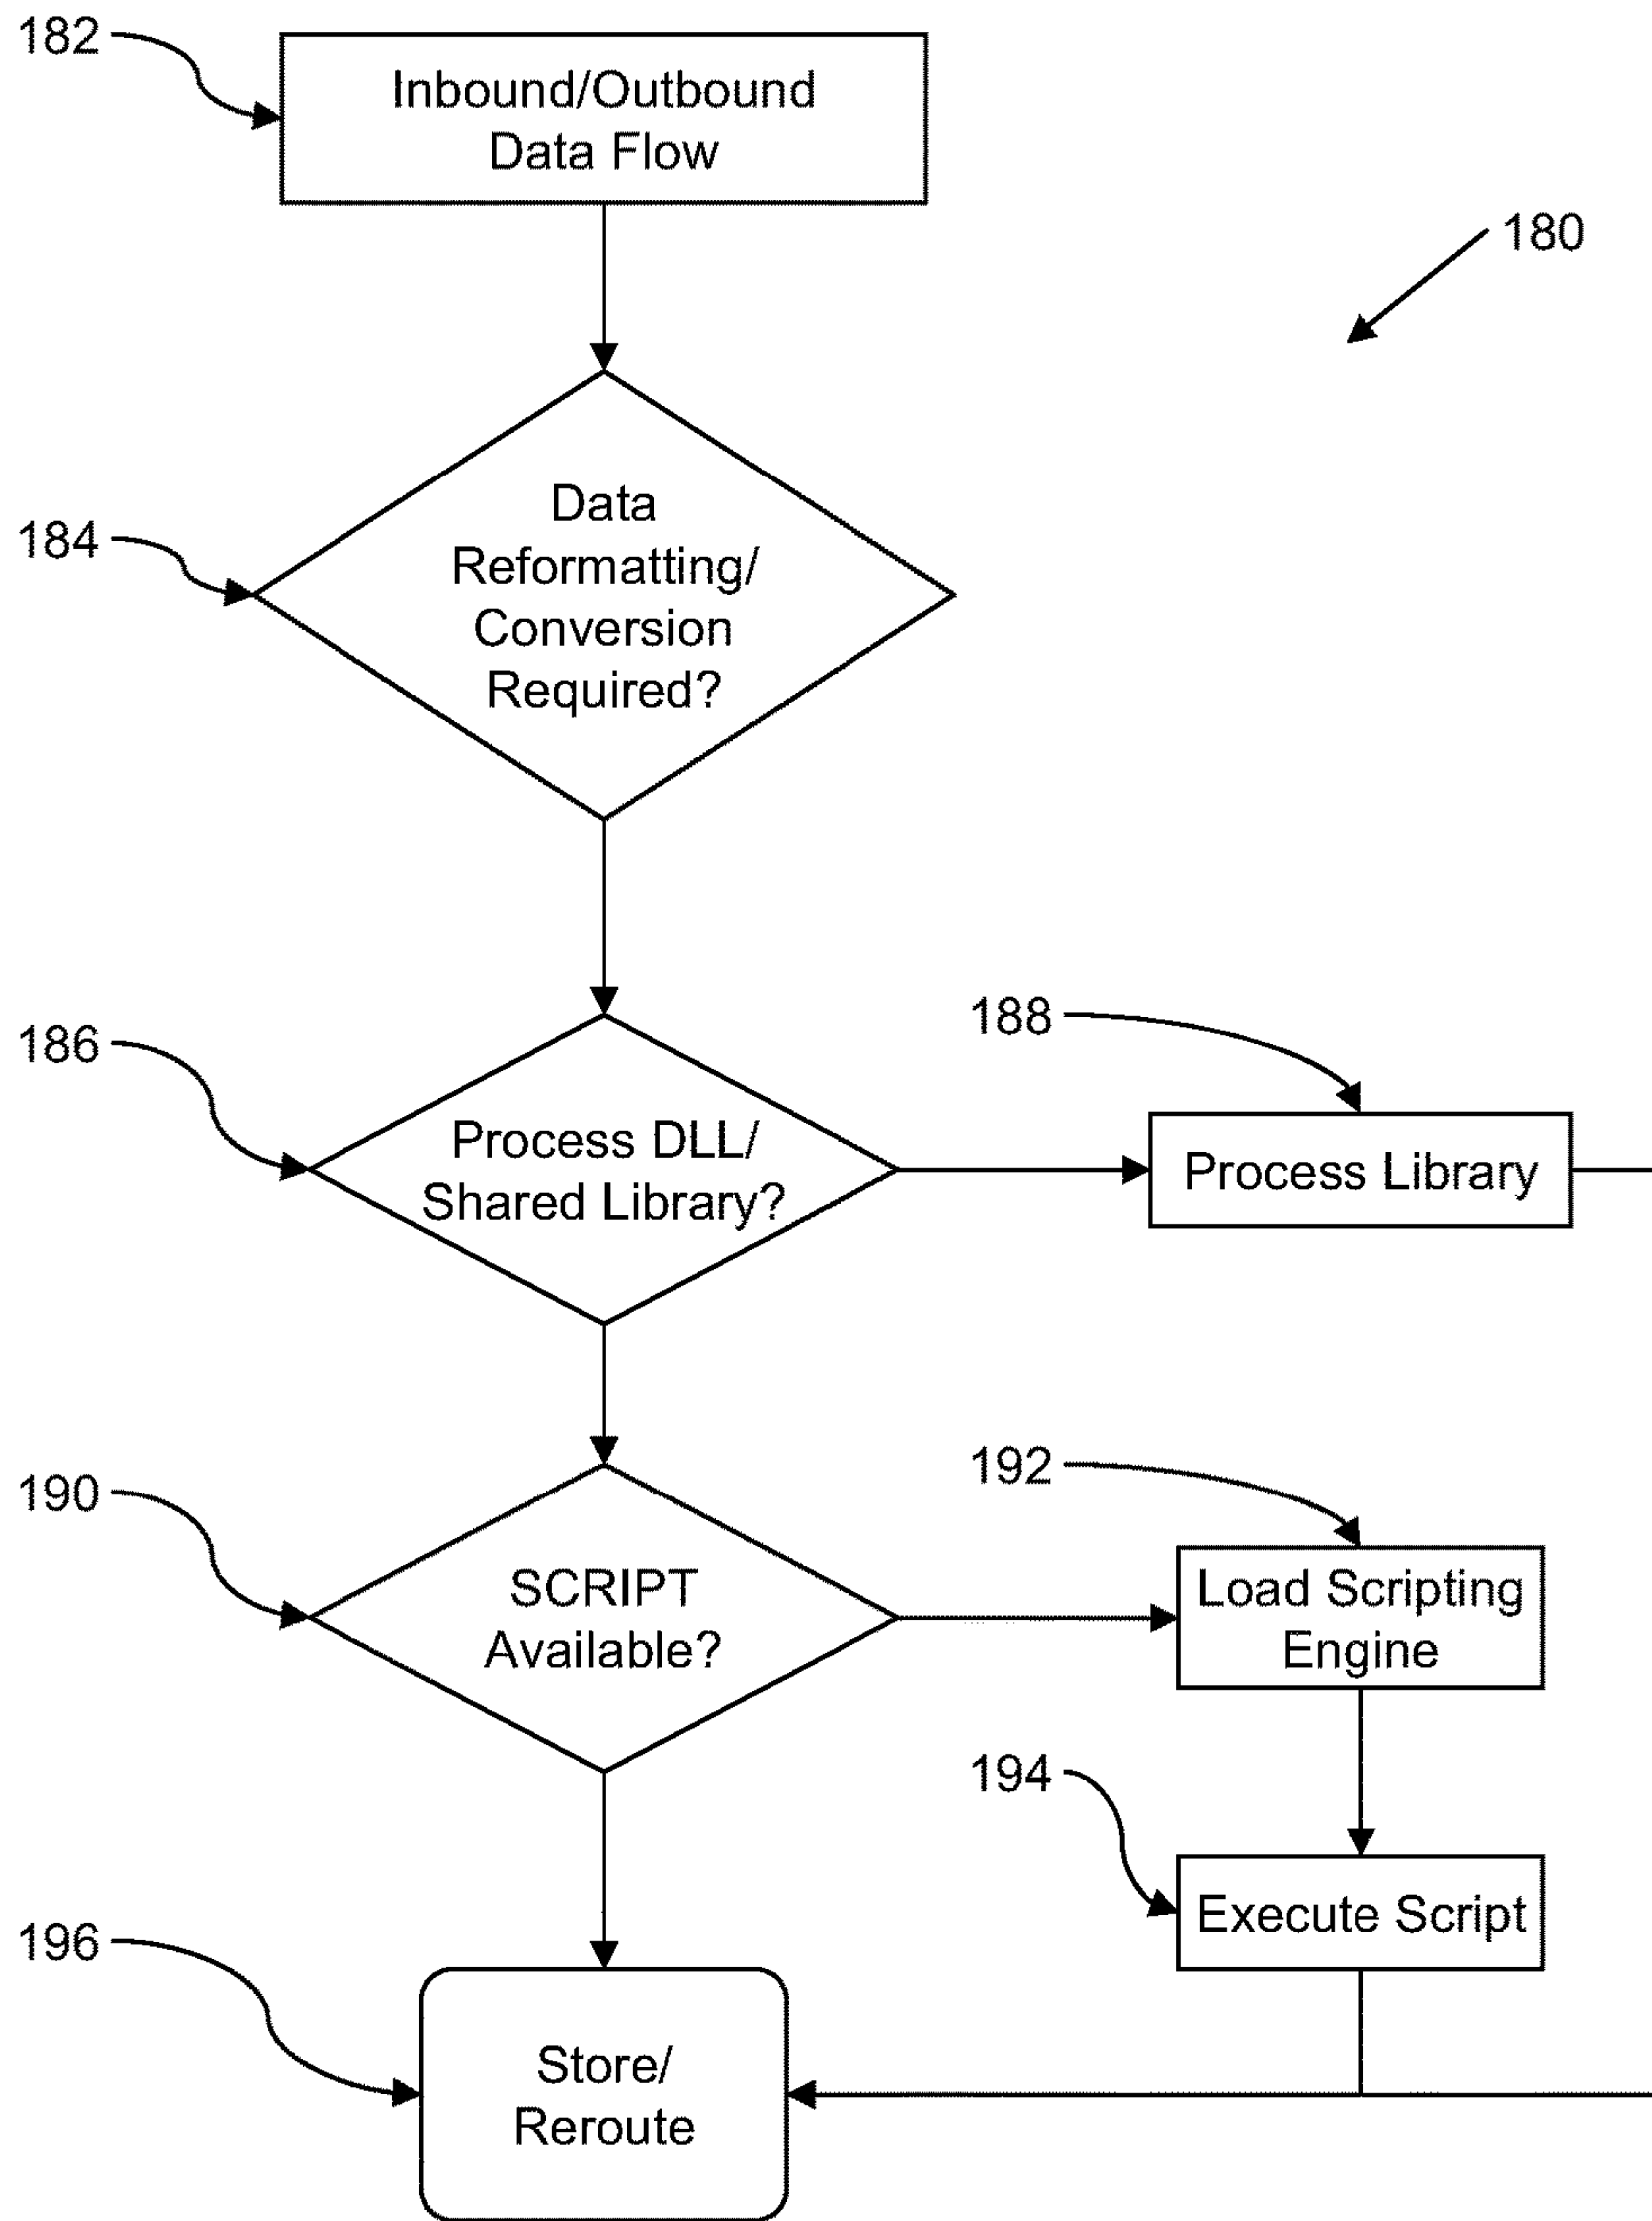 182
Inbound/Outbound
Data Flow
180
184
Data
Reformatting/
Conversion
Required?
186
Process DLL/
Shared Library?
188
Process Library
190
SCRIPT
Available?
192
Load Scripting
Engine
194
Execute Script
196
Store/
Reroute